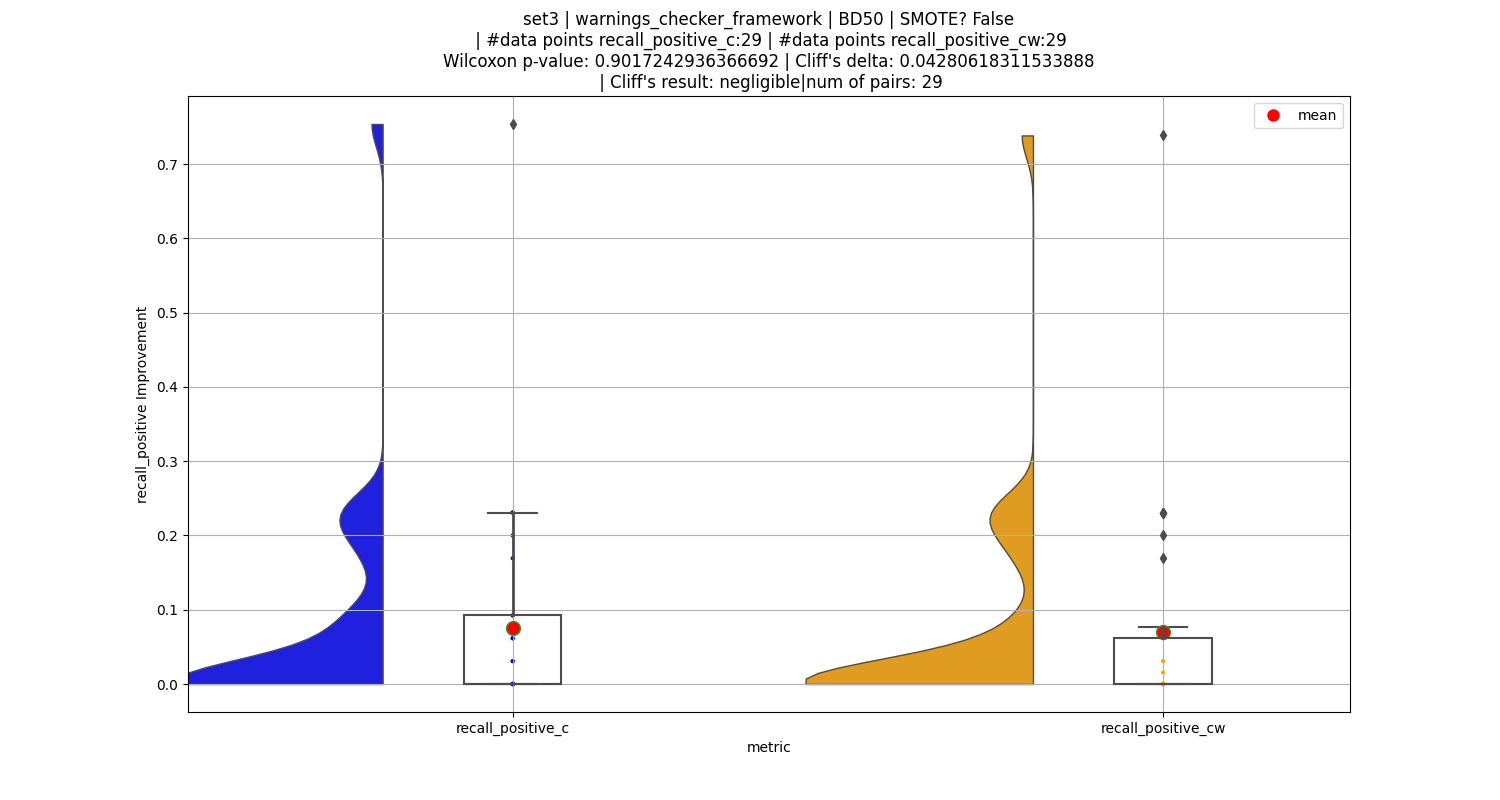 set3 | warnings_checker_framework | BD50 | SMOTE? False
| #data points recall_positive_c:29 | #data points recall_positive_cw:29
Wilcoxon p-value: 0.9017242936366692 | Cliff's delta: 0.04280618311533888
| Cliff's result: negligible|num of pairs: 29
mean
0.7
0.6
0.5
0.4
0.3
0.2
0.1
0.0
recall_positive Improvement
recall_positive_c
recall_positive_cw
metric